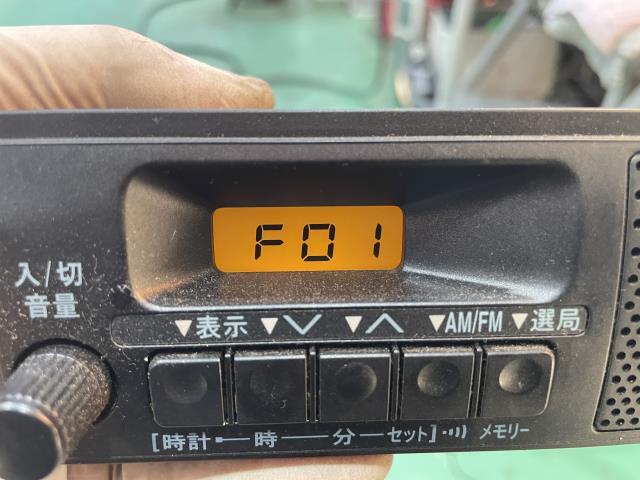 F01
入/切
音量
▼表示 ▼∨ ▼∧ ▼AM/FM ▼選局
[時計 時 分 セット] メモリー